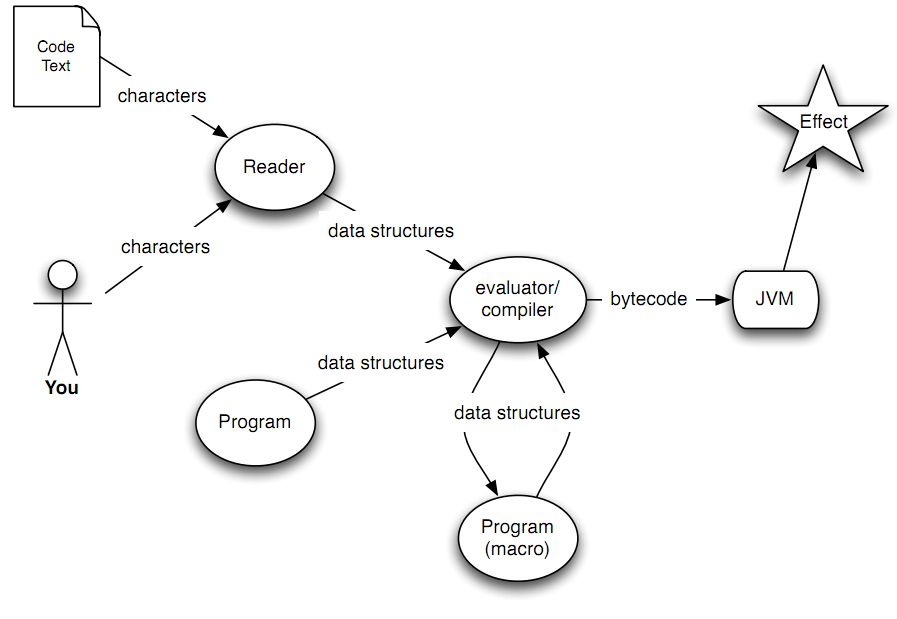 Code
Text
characters
Effect
Reader
data structures
characters
evaluator/
compiler
bytecode
JVM
data structures
You
Program
data structures
Program
(macro)